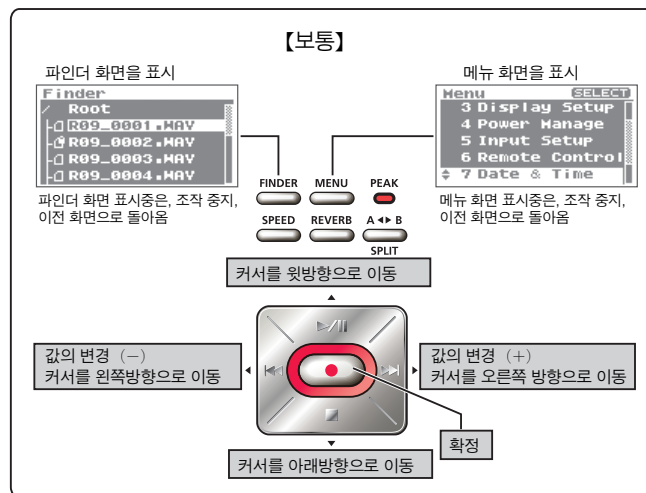 【보통】
파인더 화면을 표시
Finder
Root
R09_0001.WAV
R09_0002.WAV
R09_0003.WAV
R09_0004.WAV
파인더 화면 표시중은, 조작 중지,
이전 화면으로 돌아옴
메뉴 화면을 표시
Menu SELECT
3 Display Setup
4 Power Manage
5 Input Setup
6 Remote Control
7 Date & Time
메뉴 화면 표시중은, 조작 중지,
이전 화면으로 돌아옴
FINDER MENU PEAK
SPEED REVERB A◂▸B
SPLIT
커서를 윗방향으로 이동
값의 변경 (－)
커서를 왼쪽방향으로 이동
값의 변경 (＋)
커서를 오른쪽 방향으로 이동
확정
커서를 아래방향으로 이동